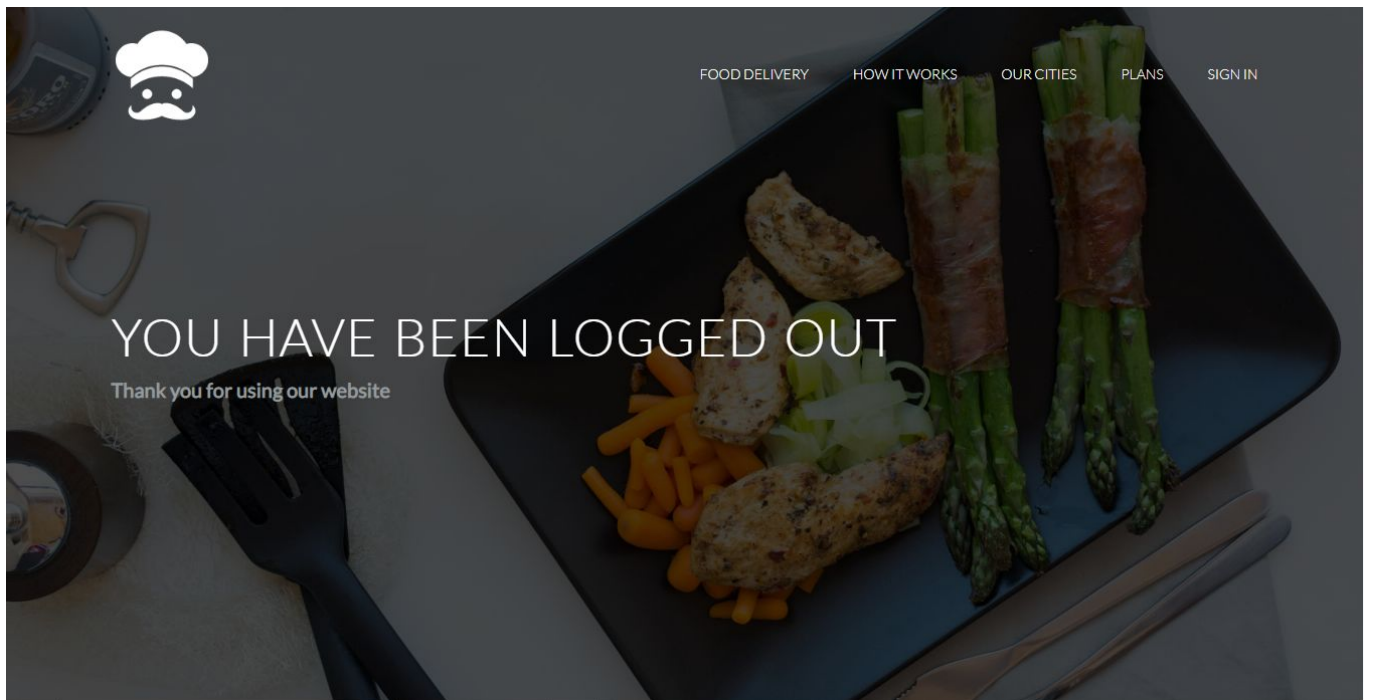 FOOD DELIVERY HOW IT WORKS OUR CITIES PLANS SIGN IN
YOU HAVE BEEN LOGGED OUT
Thank you for using our website